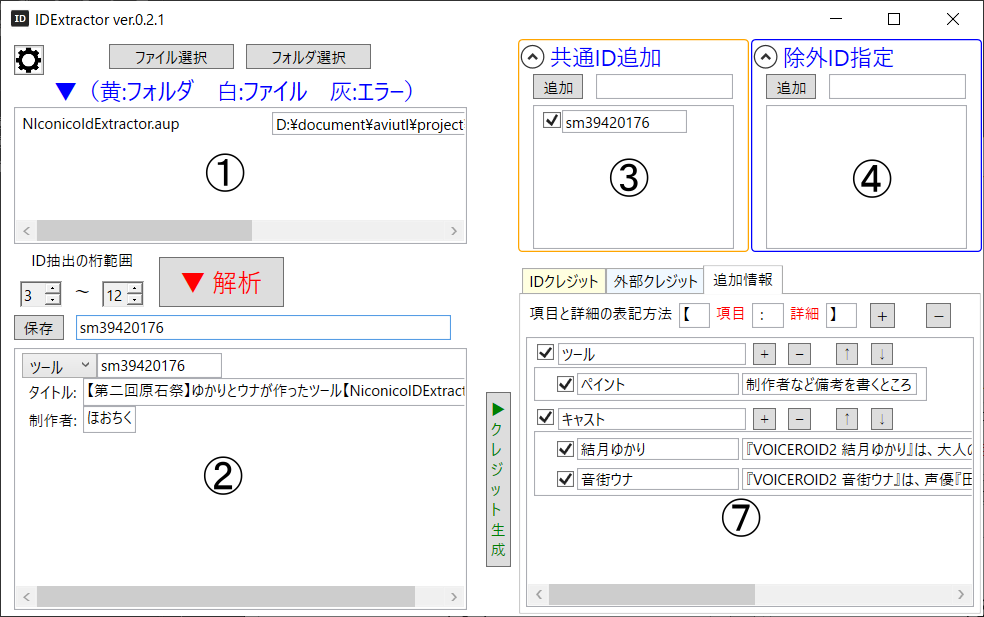 ID IDExtractor ver.0.2.1
ファイル選択 フォルダ選択
▼（黄:フォルダ 白:ファイル 灰:エラー）
NIconicoIdExtractor.aup D:¥document¥aviutl¥project
①
ID抽出の桁範囲
3 ～ 12
▼ 解析
保存 sm39420176
ツール sm39420176
タイトル: 【第二回原石祭】ゆかりとウナが作ったツール【NiconicoIDExtract
制作者: ほおちく
②
▶クレジット生成
共通ID追加
追加
sm39420176
③
除外ID指定
追加
④
IDクレジット 外部クレジット 追加情報
項目と詳細の表記方法 【 項目 : 詳細 】 + −
ツール + − ↑ ↓
ペイント 制作者など備考を書くところ
キャスト + − ↑ ↓
結月ゆかり 『VOICEROID2 結月ゆかり』は、大人の
音街ウナ 『VOICEROID2 音街ウナ』は、声優『田
⑦